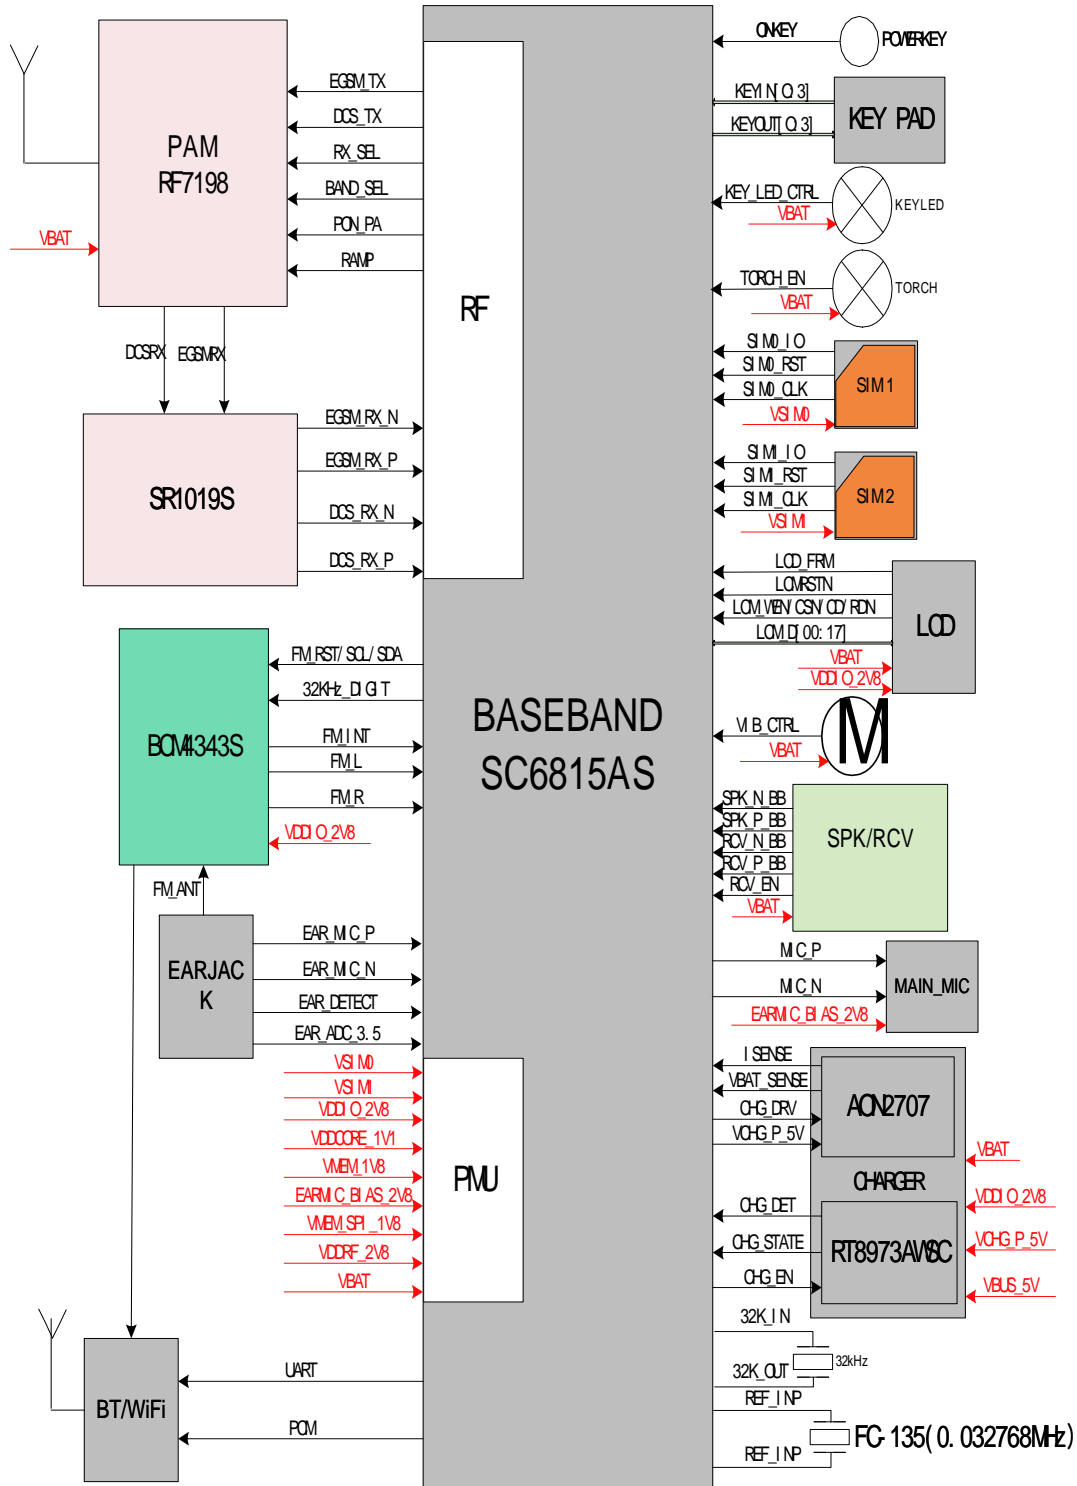 ONKEY
POWERKEY
EGSM_TX
KEYIN[0:3]
DCS_TX
KEYOUT[0:3]
KEY PAD
PAM
RF7198
RX_SEL
BAND_SEL
KEY_LED_CTRL
VBAT
KEYLED
PON_PA
VBAT
RAMP
TORCH_EN
VBAT
TORCH
RF
DCSRX
EGSMRX
SIM0_IO
SIM0_RST
SIM0_CLK
VSIM0
SIM1
EGSM_RX_N
EGSM_RX_P
SR1019S
DCS_RX_N
DCS_RX_P
SIM1_IO
SIM1_RST
SIM1_CLK
VSIM1
SIM2
LCD_FRM
LCMRSTN
LCM_WEN/CSN/CD/RDN
LCM_D[00:17]
VBAT
VDDIO_2V8
LCD
FM_RST/SCL/SDA
32KHz_DIGIT
BCM4343S
FM_INT
FM_L
FM_R
VDDIO_2V8
BASEBAND
SC6815AS
VIB_CTRL
VBAT
M
SPK_N_BB
SPK_P_BB
RCV_N_BB
RCV_P_BB
RCV_EN
VBAT
SPK/RCV
FM_ANT
EARJAC
K
EAR_MIC_P
EAR_MIC_N
EAR_DETECT
EAR_ADC_3.5
MIC_P
MIC_N
EARMIC_BIAS_2V8
MAIN_MIC
VSIM0
VSIM1
VDDIO_2V8
VDDCORE_1V1
VMEM_1V8
EARMIC_BIAS_2V8
VMEM_SPI_1V8
VDDRF_2V8
VBAT
PMU
ISENSE
VBAT_SENSE
CHG_DRV
VCHG_P_5V
AON2707
CHARGER
VBAT
VDDIO_2V8
VCHG_P_5V
VBUS_5V
CHG_DET
CHG_STATE
CHG_EN
RT8973AWSC
32K_IN
32K_OUT
32kHz
REF_INP
REF_INP
FC-135(0.032768MHz)
UART
PCM
BT/WiFi